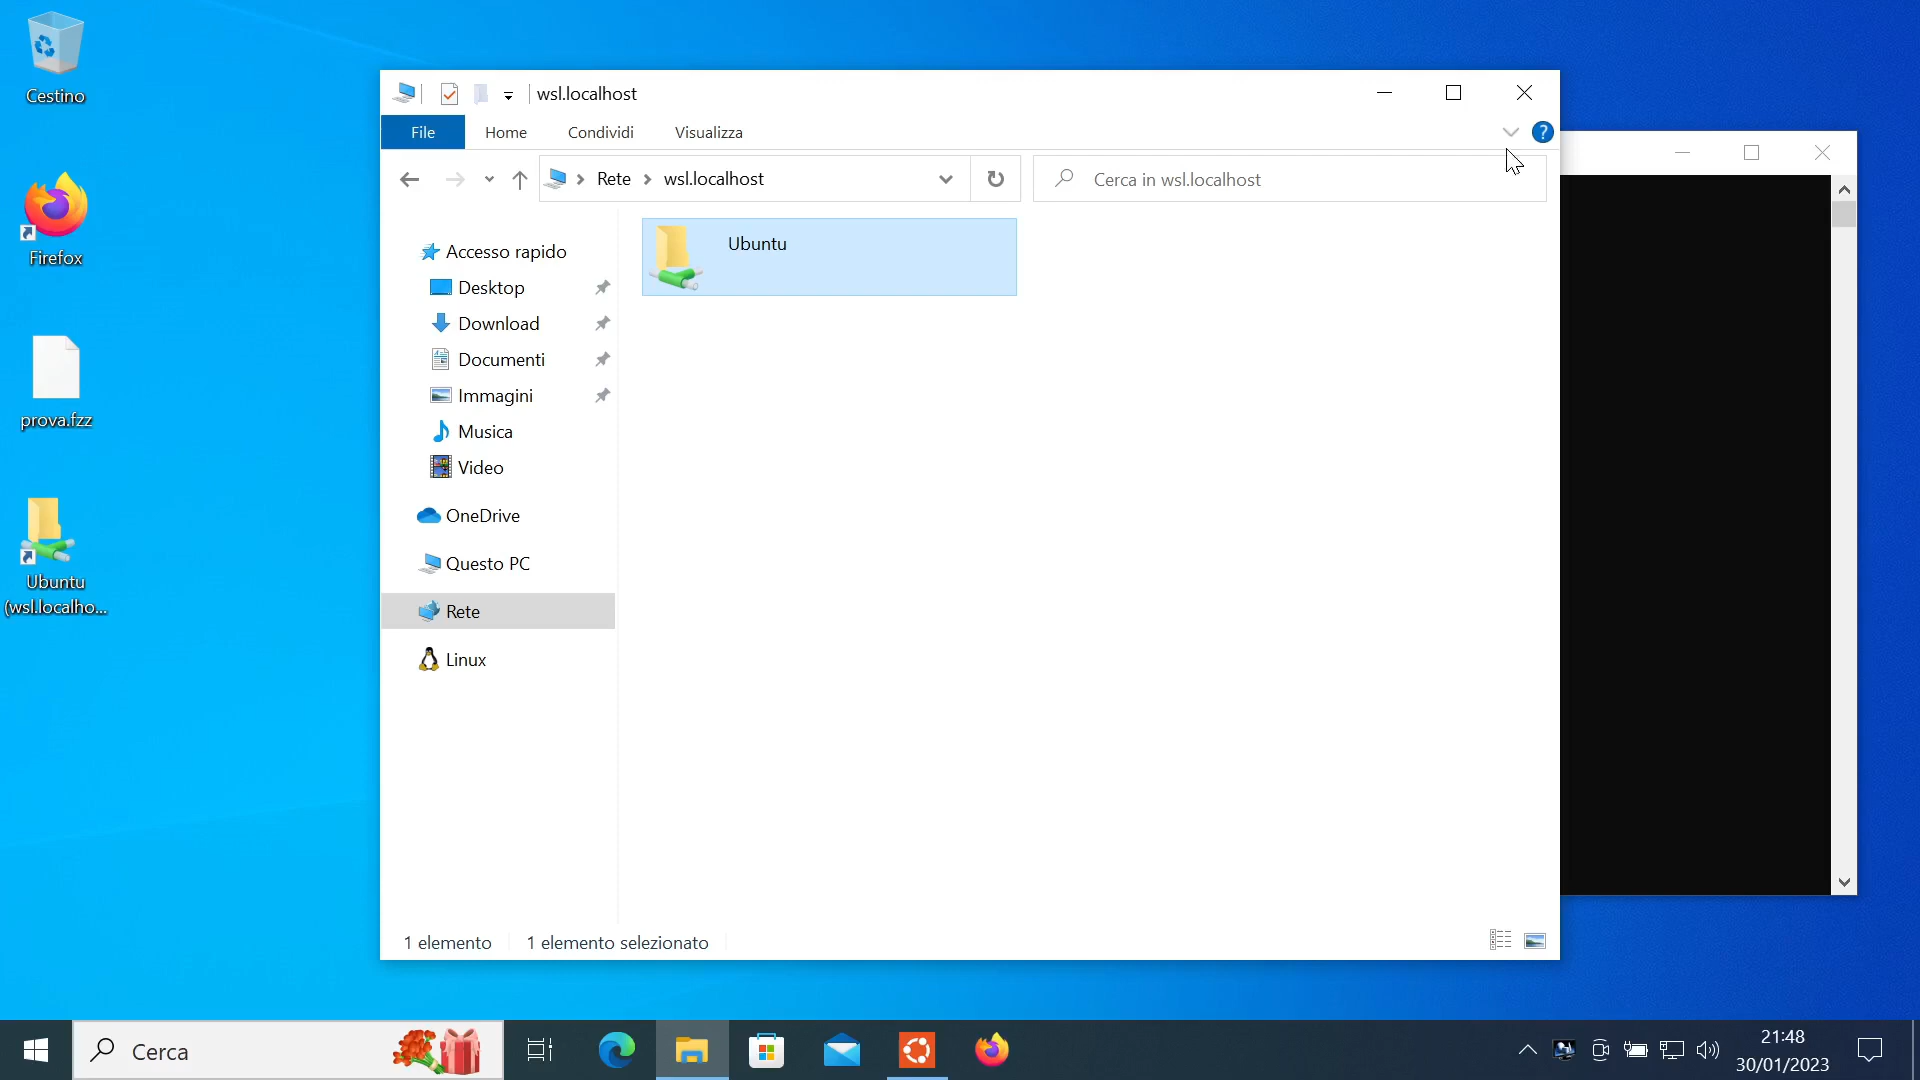 Cestino
Firefox
prova.fzz
Ubuntu
(wsl.localho...
wsl.localhost
File
Home
Condividi
Visualizza
?
Rete
wsl.localhost
Cerca in wsl.localhost
Accesso rapido
Desktop
Download
Documenti
Immagini
Musica
Video
OneDrive
Questo PC
Rete
Linux
Ubuntu
1 elemento
1 elemento selezionato
Cerca
21:48
30/01/2023